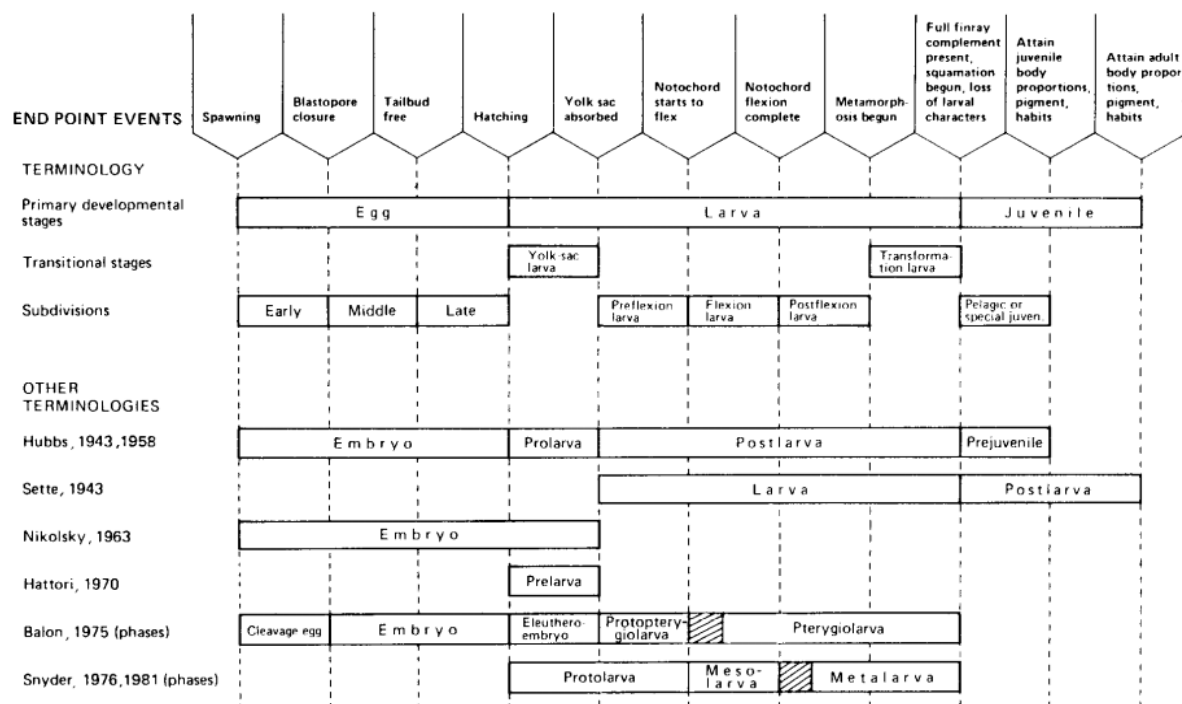 END POINT EVENTS
Spawning
Blastopore
closure
Tailbud
free
Hatching
Yolk sac
absorbed
Notochord
starts to
flex
Notochord
flexion
complete
Metamorph-
osis begun
Full finray
complement
present,
squamation
begun, loss
of larval
characters
Attain
juvenile
body
proportions,
pigment,
habits
Attain adult
body propor
tions,
pigment,
habits
TERMINOLOGY
Primary developmental
stages
Egg
Larva
Juvenile
Transitional stages
Yolk-sac
larva
Transforma-
tion larva
Subdivisions
Early
Middle
Late
Preflexion
larva
Flexion
larva
Postflexion
larva
Pelagic or
special juven.
OTHER
TERMINOLOGIES
Hubbs, 1943,1958
Embryo
Prolarva
Postlarva
Prejuvenile
Sette, 1943
Larva
Postlarva
Nikolsky, 1963
Embryo
Hattori, 1970
Prelarva
Balon, 1975 (phases)
Cleavage egg
Embryo
Eleuthero-
embryo
Protoptery-
giolarva
Pterygiolarva
Snyder, 1976,1981 (phases)
Protolarva
Meso-
larva
Metalarva